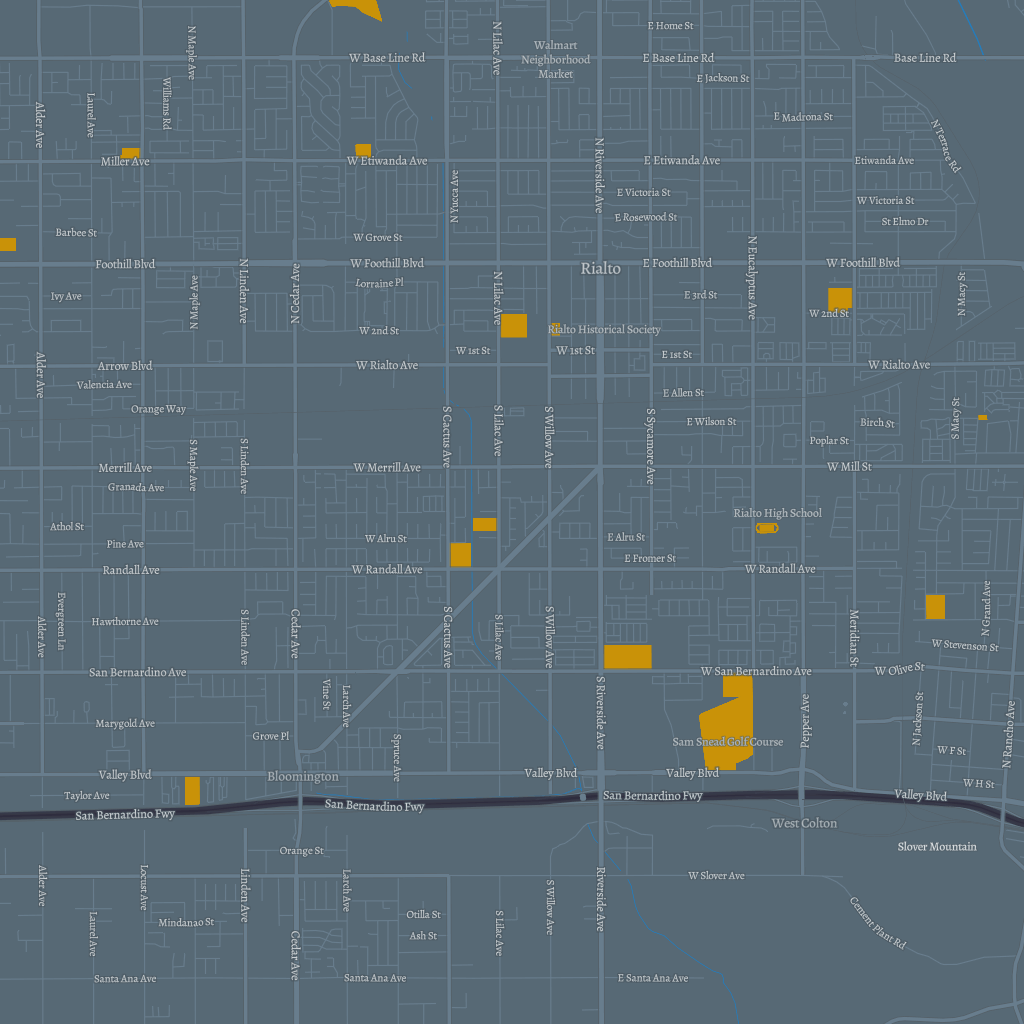 E Home St
N Maple Ave
N Lilac Ave
Walmart
Neighborhood
Market
W Base Line Rd
E Base Line Rd
Base Line Rd
E Jackson St
Williams Rd
Laurel Ave
Alder Ave
E Madrona St
N Terrace Rd
Miller Ave
W Etiwanda Ave
E Etiwanda Ave
Etiwanda Ave
N Riverside Ave
Yucca Ave
E Victoria St
W Victoria St
E Rosewood St
St Elmo Dr
Barbee St
W Grove St
Foothill Blvd
W Foothill Blvd
E Foothill Blvd
W Foothill Blvd
Rialto
N Linden Ave
N Cedar Ave
N Eucalyptus Ave
Lorraine Pl
N Lilac Ave
N Maple Ave
N Macy St
Ivy Ave
E 3rd St
W 2nd St
W 2nd St
Rialto Historical Society
W 1st St
W 1st St
E 1st St
Alder Ave
Arrow Blvd
W Rialto Ave
W Rialto Ave
Valencia Ave
E Allen St
Orange Way
S Cactus Ave
S Lilac Ave
S Willow Ave
S Sycamore Ave
E Wilson St
Birch St
S Macy St
Poplar St
S Maple Ave
S Linden Ave
Merrill Ave
W Merrill Ave
W Mill St
Granada Ave
Rialto High School
Athol St
Pine Ave
W Alru St
E Alru St
E Fromer St
Randall Ave
W Randall Ave
W Randall Ave
Evergreen Ln
Alder Ave
Hawthorne Ave
S Linden Ave
Cedar Ave
S Cactus Ave
S Lilac Ave
S Willow Ave
Meridian St
N Grand Ave
W Stevenson St
San Bernardino Ave
W San Bernardino Ave
W Olive St
Vine St
Larch Ave
S Riverside Ave
Pepper Ave
N Jackson St
N Rancho Ave
Marygold Ave
Grove Pl
Spruce Ave
Sam Snead Golf Course
W F St
Valley Blvd
Bloomington
Valley Blvd
Valley Blvd
W H St
Taylor Ave
San Bernardino Fwy
San Bernardino Fwy
San Bernardino Fwy
Valley Blvd
West Colton
Orange St
Slover Mountain
Alder Ave
Locust Ave
Linden Ave
Larch Ave
S Willow Ave
Riverside Ave
W Slover Ave
Laurel Ave
Mindanao St
Otilla St
S Lilac Ave
Cement Plant Rd
Ash St
Cedar Ave
Santa Ana Ave
Santa Ana Ave
E Santa Ana Ave